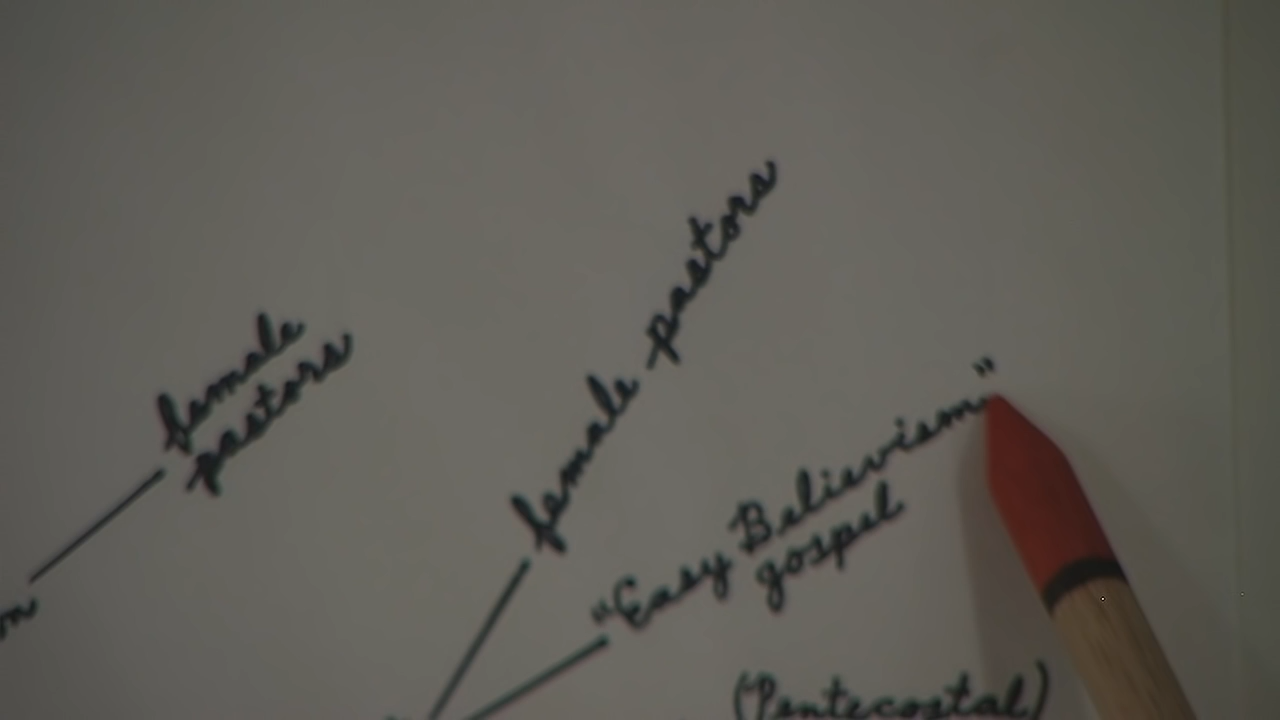 female
pastors
female pastors
"Easy Believism"
gospel
(Pentecostal)